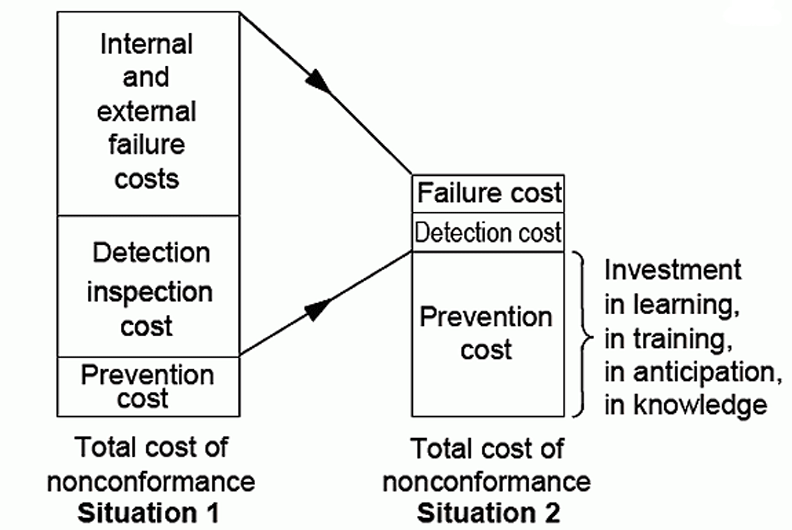 Internal
and
external
failure
costs
Detection
inspection
cost
Prevention
cost
Total cost of
nonconformance
Situation 1
Failure cost
Detection cost
Prevention
cost
Total cost of
nonconformance
Situation 2
Investment
in learning,
in training,
in anticipation,
in knowledge